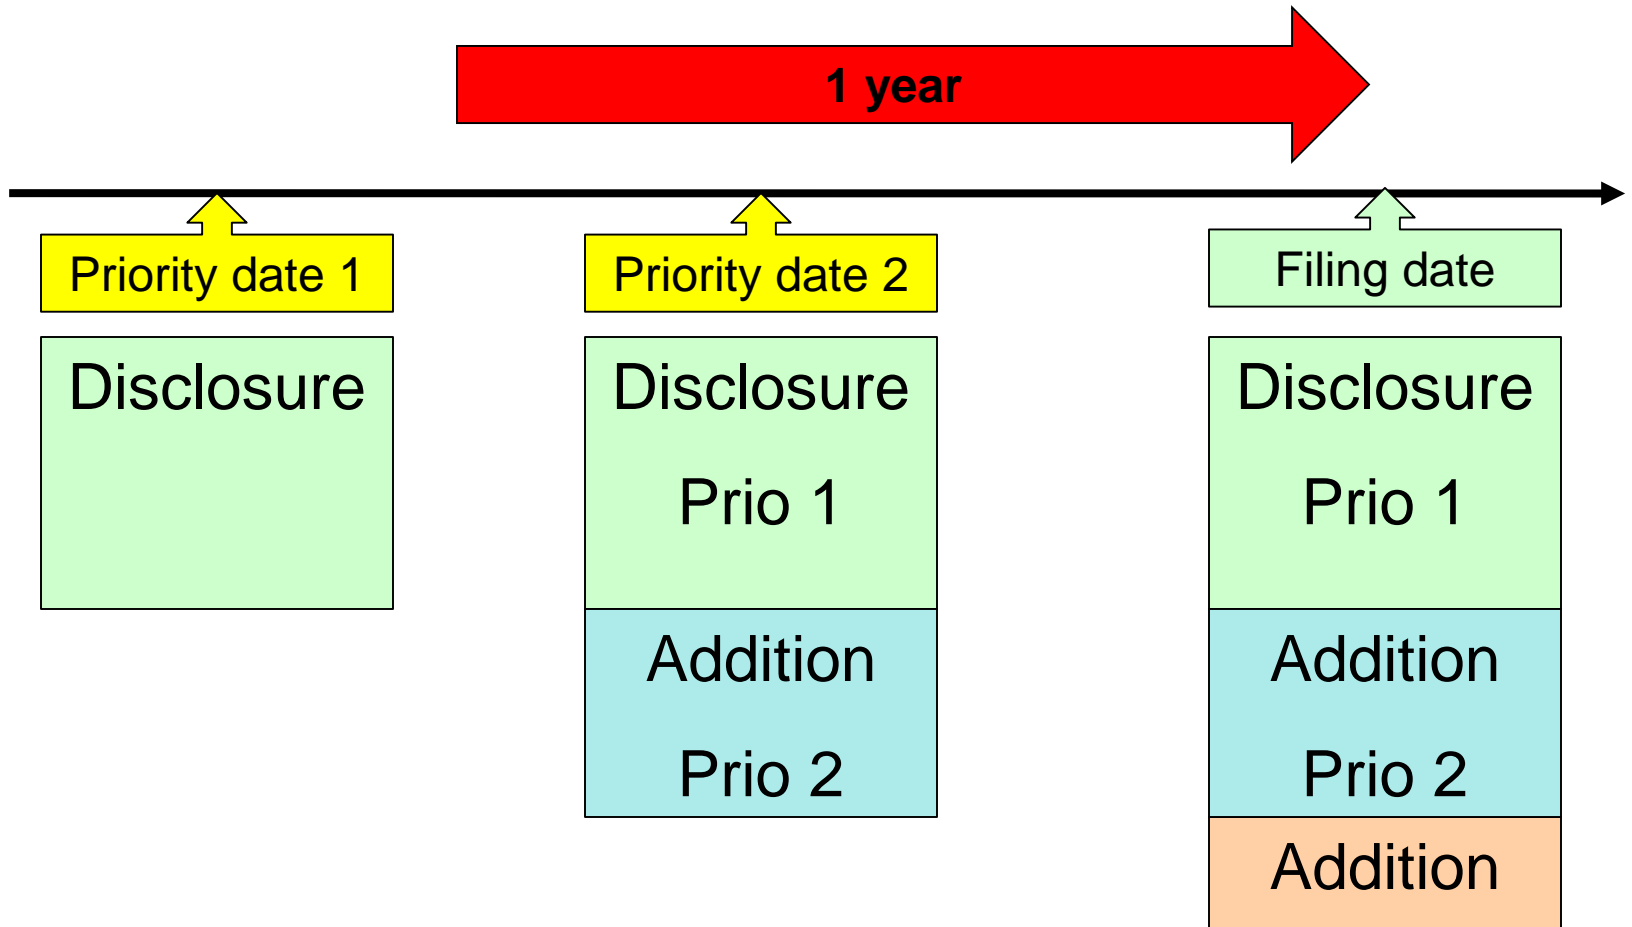 1 year
Priority date 1
Priority date 2
Filing date
Disclosure
Disclosure
Prio 1
Addition
Prio 2
Disclosure
Prio 1
Addition
Prio 2
Addition